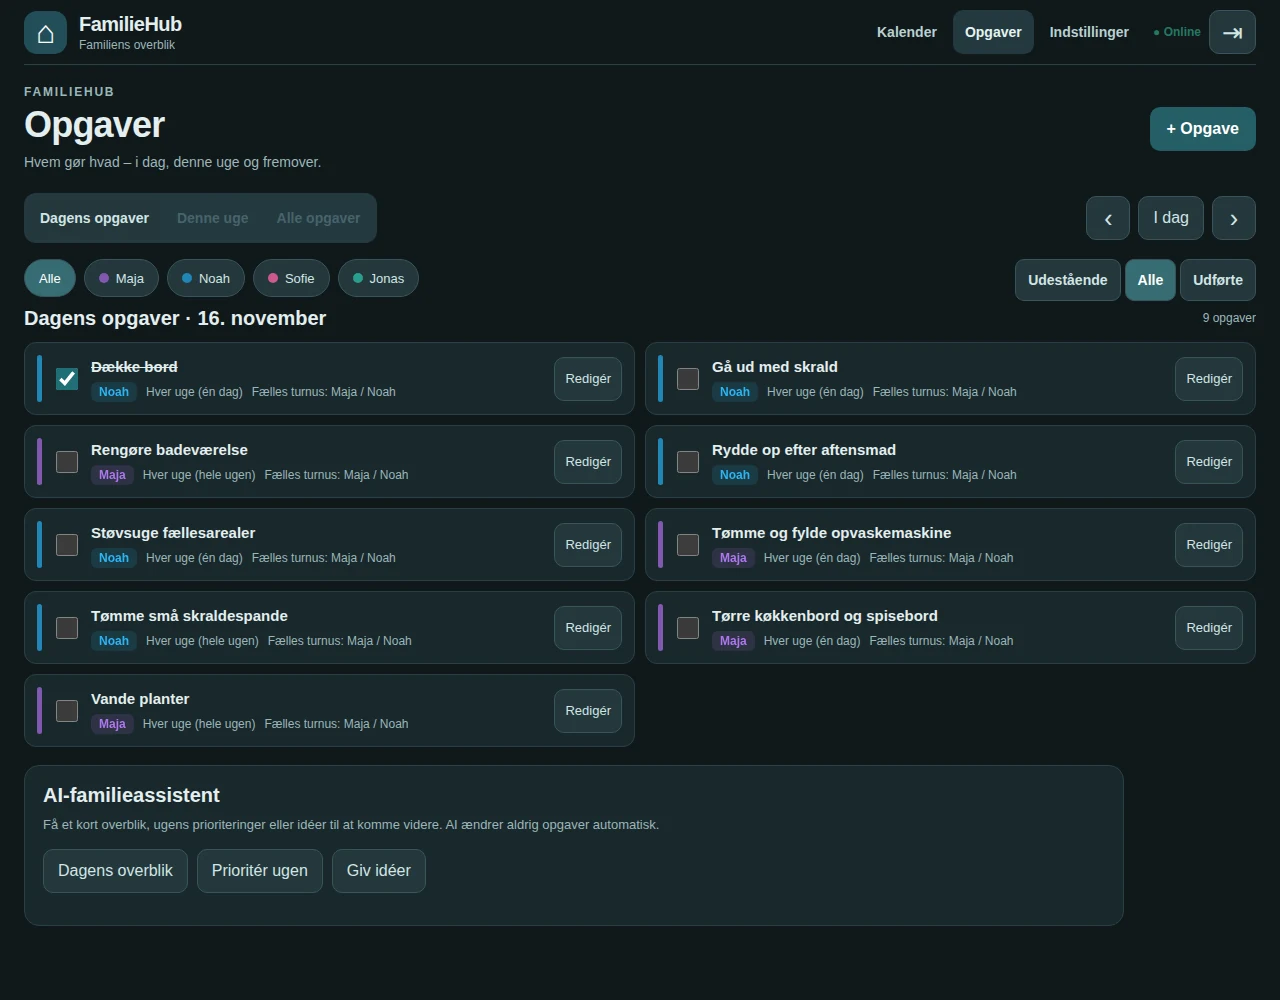 FamilieHub
Familiens overblik
Kalender
Opgaver
Indstillinger
Online
FAMILIEHUB
Opgaver
Hvem gør hvad – i dag, denne uge og fremover.
+ Opgave
Dagens opgaver
Denne uge
Alle opgaver
‹
I dag
›
Alle
Maja
Noah
Sofie
Jonas
Udestående
Alle
Udførte
Dagens opgaver · 16. november
9 opgaver
Dække bord
Noah Hver uge (én dag) Fælles turnus: Maja / Noah
Redigér
Gå ud med skrald
Noah Hver uge (én dag) Fælles turnus: Maja / Noah
Redigér
Rengøre badeværelse
Maja Hver uge (hele ugen) Fælles turnus: Maja / Noah
Redigér
Rydde op efter aftensmad
Noah Hver uge (én dag) Fælles turnus: Maja / Noah
Redigér
Støvsuge fællesarealer
Noah Hver uge (én dag) Fælles turnus: Maja / Noah
Redigér
Tømme og fylde opvaskemaskine
Maja Hver uge (én dag) Fælles turnus: Maja / Noah
Redigér
Tømme små skraldespande
Noah Hver uge (hele ugen) Fælles turnus: Maja / Noah
Redigér
Tørre køkkenbord og spisebord
Maja Hver uge (én dag) Fælles turnus: Maja / Noah
Redigér
Vande planter
Maja Hver uge (hele ugen) Fælles turnus: Maja / Noah
Redigér
AI-familieassistent
Få et kort overblik, ugens prioriteringer eller idéer til at komme videre. AI ændrer aldrig opgaver automatisk.
Dagens overblik
Prioritér ugen
Giv idéer